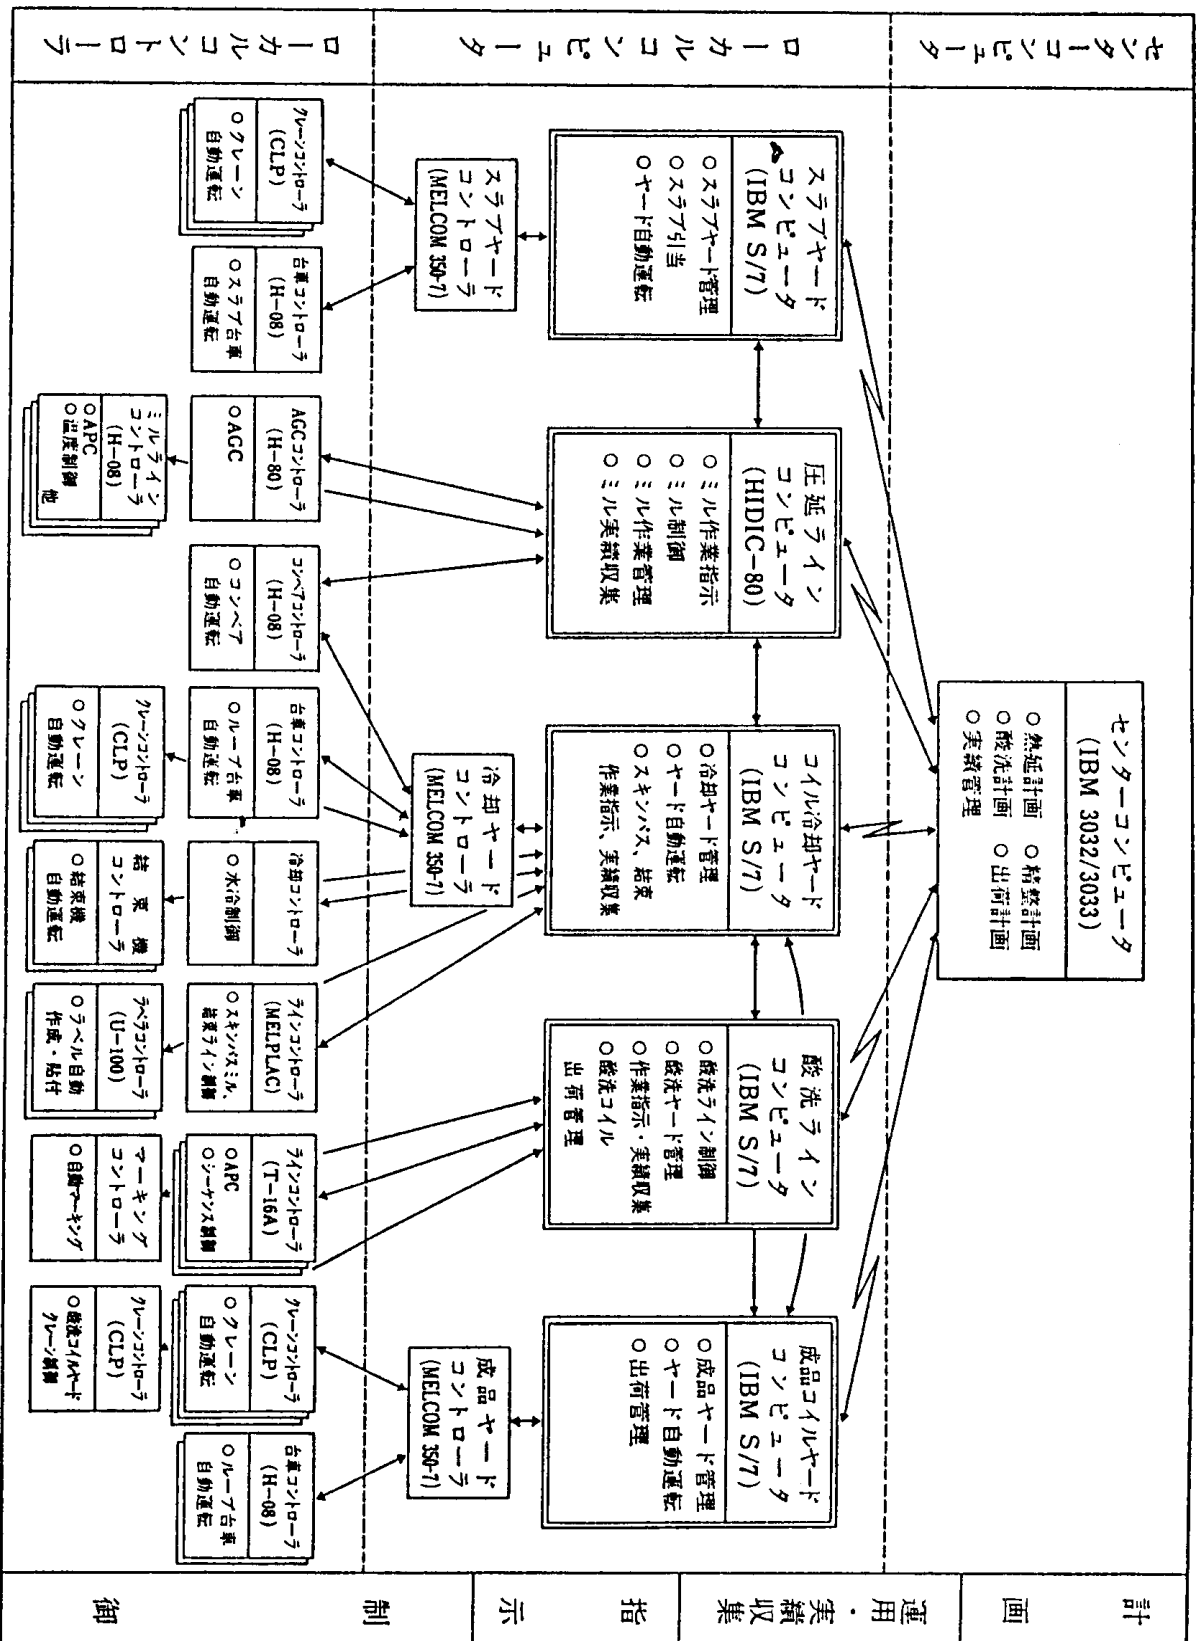 センターコンピュータ
ローカルコンピュータ
ローカルコントローラ
センターコンピュータ
(IBM 3032/3033)
○熱延計画 ○精整計画
○酸洗計画 ○出荷計画
○実績管理
スラブヤード
コンピュータ
(IBM S/7)
○スラブヤード管理
○スラブ引当
○ヤード自動運転
圧延ライン
コンピュータ
(HIDIC-80)
○ミル作業指示
○ミル制御
○ミル作業管理
○ミル実績収集
コイル冷却ヤード
コンピュータ
(IBM S/7)
○冷却ヤード管理
○ヤード自動運転
○スキンパス、結束
作業指示、実績収集
酸洗ライン
コンピュータ
(IBM S/7)
○酸洗ライン制御
○酸洗ヤード管理
○作業指示・実績収集
○酸洗コイル
出荷管理
成品コイルヤード
コンピュータ
(IBM S/7)
○成品ヤード管理
○ヤード自動運転
○出荷管理
スラブヤード
コントローラ
(MELCOM 350-7)
冷却ヤード
コントローラ
(MELCOM 350-7)
成品ヤード
コントローラ
(MELCOM 350-7)
クレーンコントローラ
(CLP)
○クレーン
自動運転
台車コントローラ
(H-08)
○スラブ台車
自動運転
AGCコントローラ
(H-80)
○AGC
コンベアコントローラ
(H-08)
○コンベア
自動運転
台車コントローラ
(H-08)
○ループ台車
自動運転
冷却コントローラ
○水冷制御
ラインコントローラ
(MELPLAC)
○スキンパスミル、
結束ライン制御
ラインコントローラ
(T-16A)
○APC
○シーケンス制御
クレーンコントローラ
(CLP)
○クレーン
自動運転
台車コントローラ
(H-08)
○ループ台車
自動運転
ミルライン
コントローラ
(H-08)
○APC
○温度制御
他
クレーンコントローラ
(CLP)
○クレーン
自動運転
結束機
コントローラ
○結束機
自動運転
ラベラコントローラ
(U-100)
○ラベル自動
作成・貼付
マーキング
コントローラ
○自動マーキング
クレーンコントローラ
(CLP)
○酸洗コイルヤード
クレーン制御
計画
運用・実績収集
指示
制御